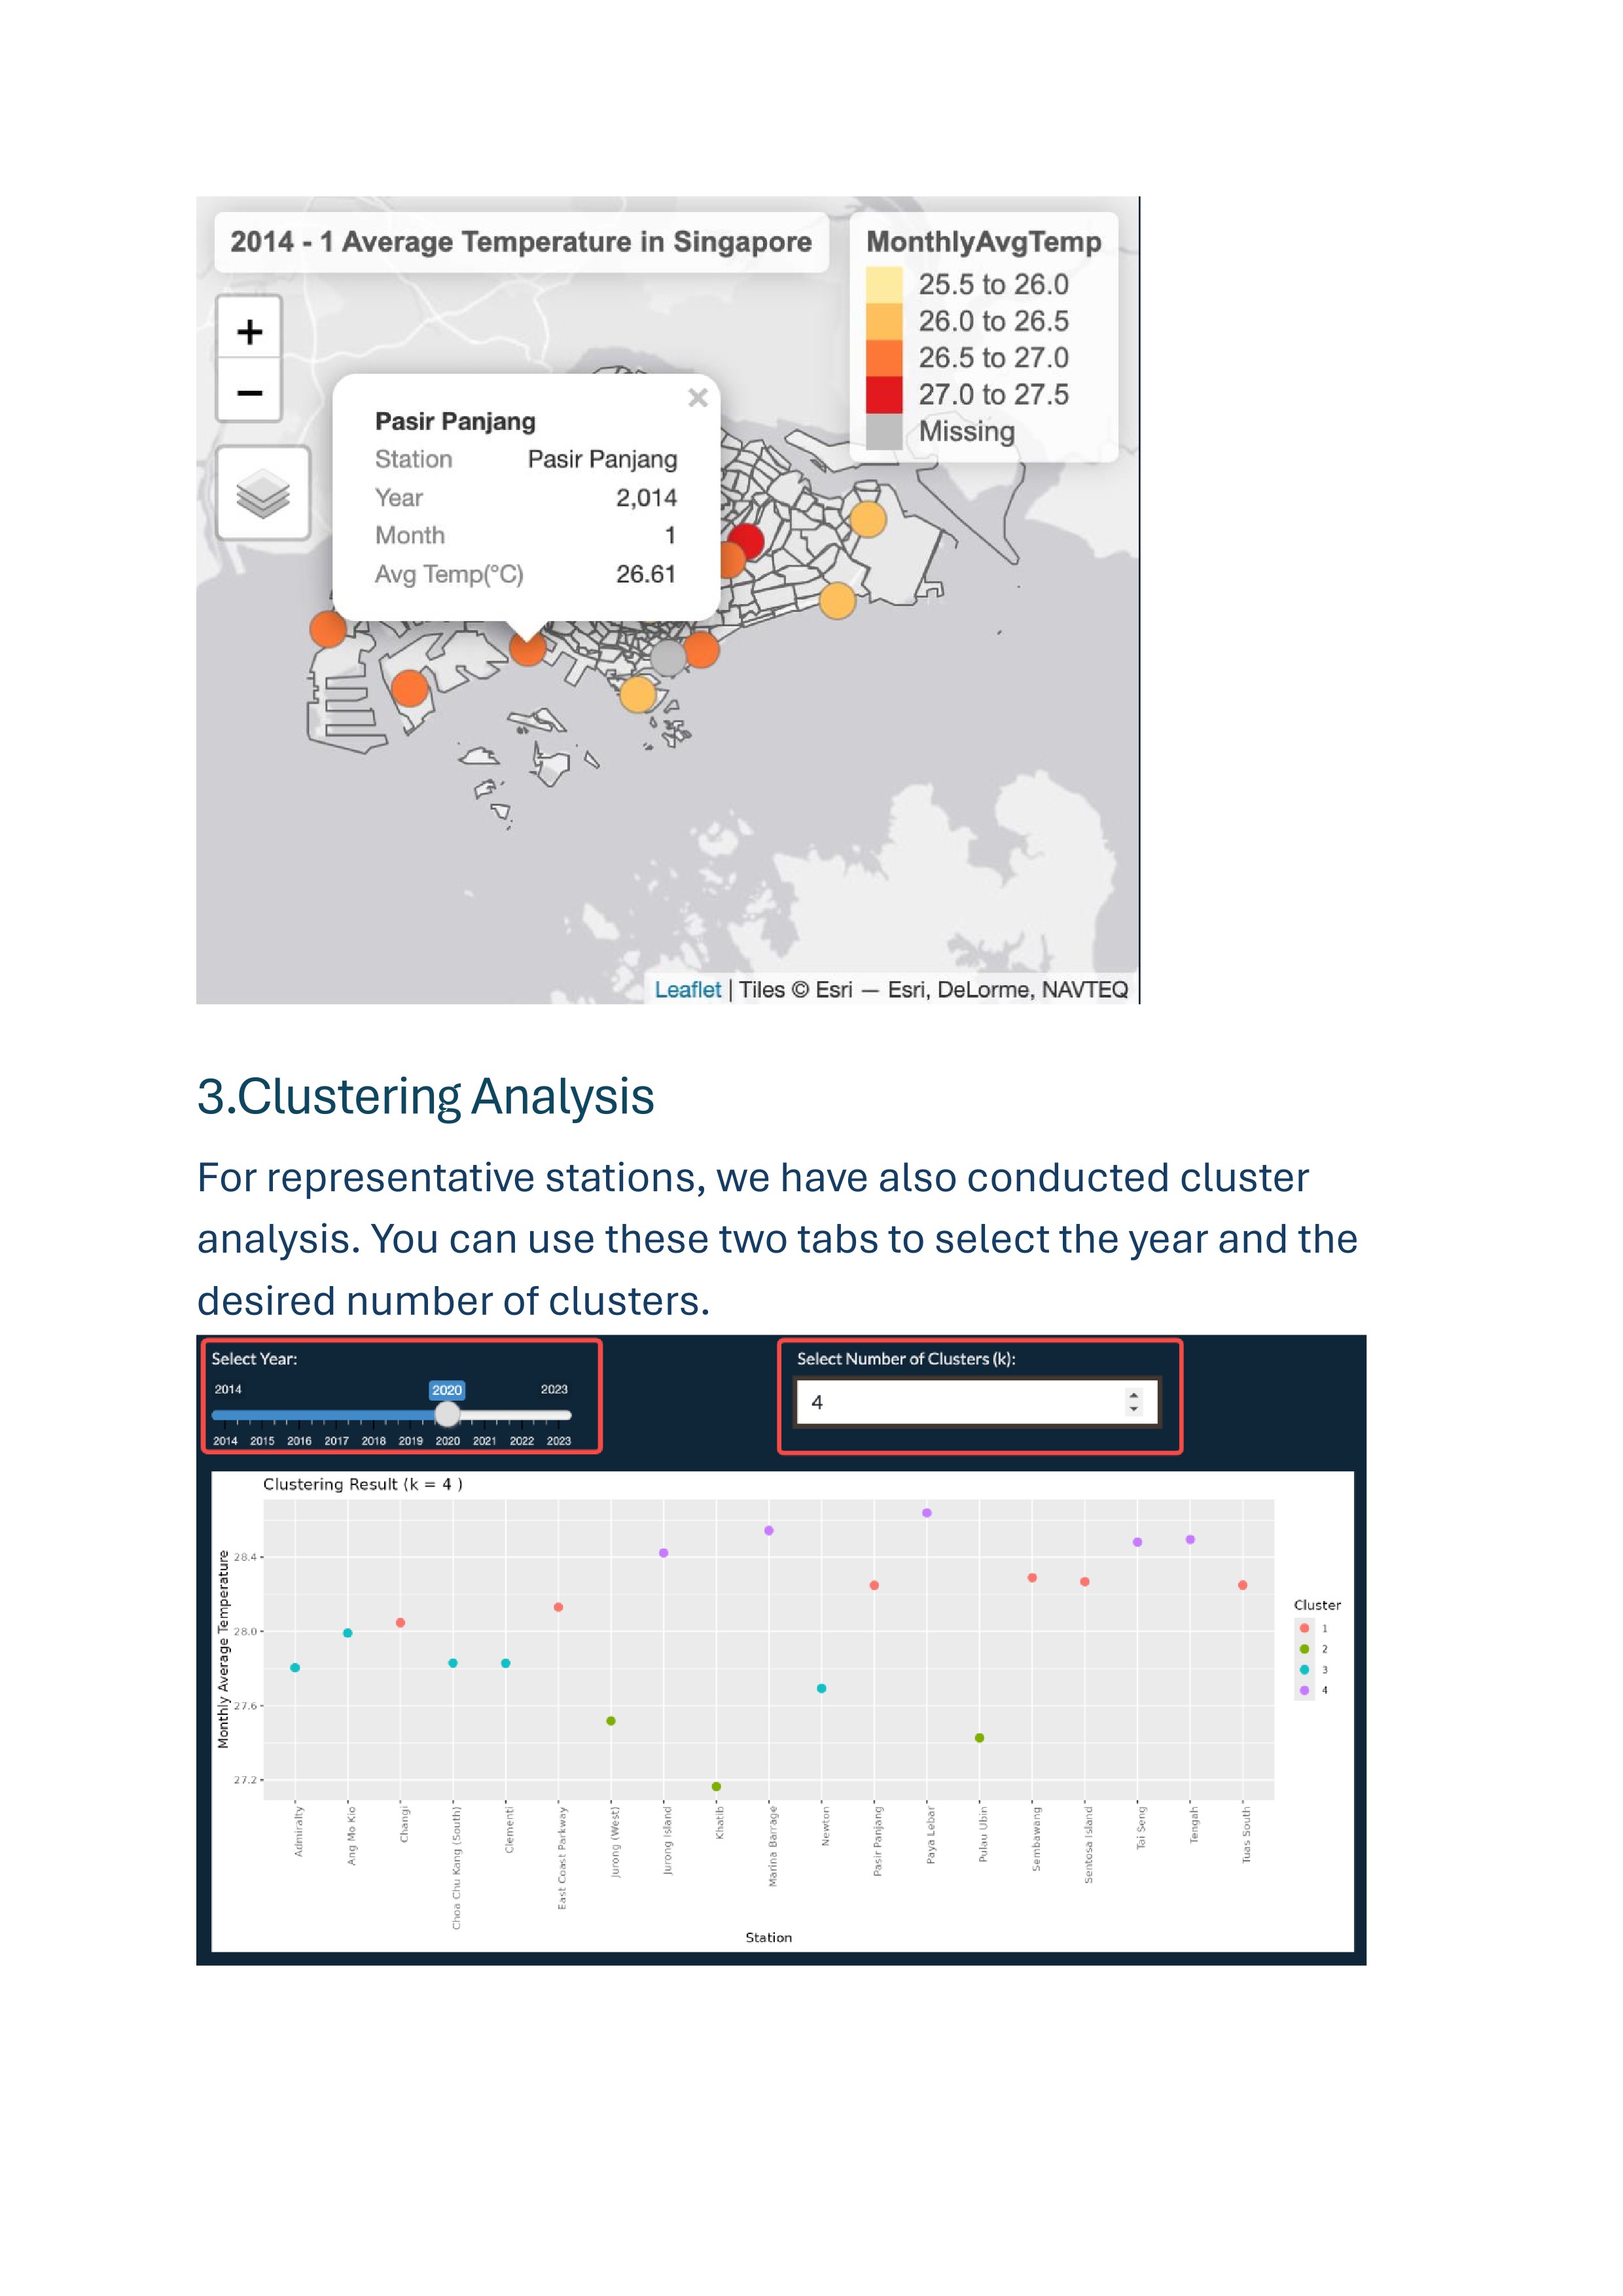 2014 - 1 Average Temperature in Singapore
MonthlyAvgTemp
25.5 to 26.0
26.0 to 26.5
26.5 to 27.0
27.0 to 27.5
Missing
+
−
×
Pasir Panjang
Station Pasir Panjang
Year 2,014
Month 1
Avg Temp(°C) 26.61
Leaflet | Tiles © Esri — Esri, DeLorme, NAVTEQ
3.Clustering Analysis
For representative stations, we have also conducted cluster
analysis. You can use these two tabs to select the year and the
desired number of clusters.
Select Year:
2014 2020 2023
2014 2015 2016 2017 2018 2019 2020 2021 2022 2023
Select Number of Clusters (k):
4
Clustering Result (k = 4 )
Monthly Average Temperature
28.4
28.0
27.6
27.2
Admiralty
Ang Mo Kio
Changi
Choa Chu Kang (South)
Clementi
East Coast Parkway
Jurong (West)
Jurong Island
Khatib
Marina Barrage
Newton
Pasir Panjang
Paya Lebar
Pulau Ubin
Sembawang
Sentosa Island
Tai Seng
Tengah
Tuas South
Station
Cluster
1
2
3
4